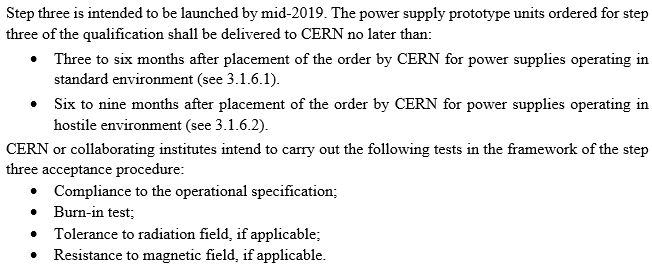 Step three is intended to be launched by mid-2019. The power supply prototype units ordered for step
three of the qualification shall be delivered to CERN no later than:
• Three to six months after placement of the order by CERN for power supplies operating in
standard environment (see 3.1.6.1).
• Six to nine months after placement of the order by CERN for power supplies operating in
hostile environment (see 3.1.6.2).
CERN or collaborating institutes intend to carry out the following tests in the framework of the step
three acceptance procedure:
• Compliance to the operational specification;
• Burn-in test;
• Tolerance to radiation field, if applicable;
• Resistance to magnetic field, if applicable.